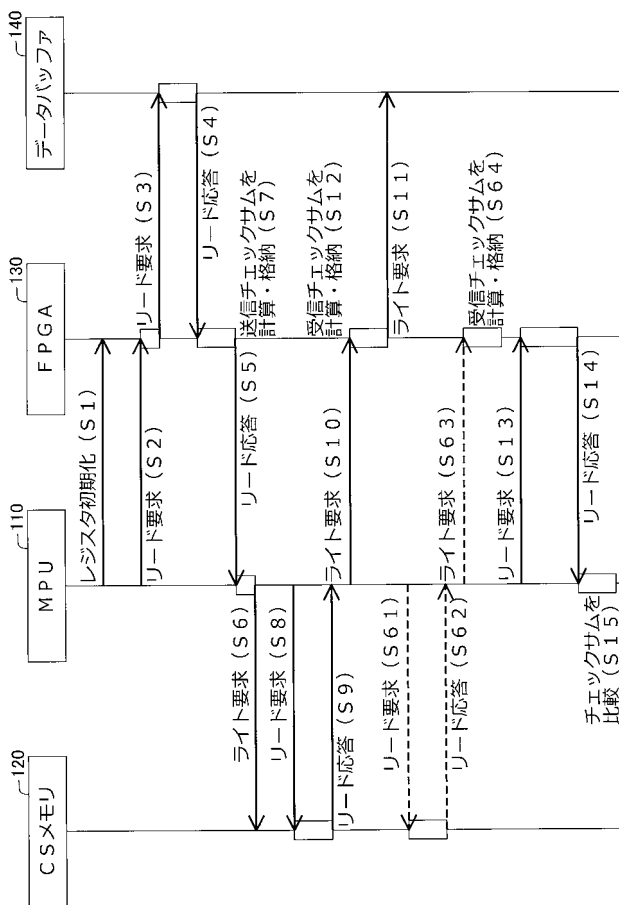 120
CSメモリ
110
MPU
130
FPGA
140
データバッファ
レジスタ初期化(S1)
リード要求(S2)
リード要求(S3)
リード応答(S4)
リード応答(S5)
送信チェックサムを
計算・格納(S7)
ライト要求(S6)
リード要求(S8)
リード応答(S9)
ライト要求(S10)
受信チェックサムを
計算・格納(S12)
ライト要求(S11)
リード要求(S61)
リード応答(S62)
ライト要求(S63)
受信チェックサムを
計算・格納(S64)
リード要求(S13)
リード応答(S14)
チェックサムを
比較(S15)